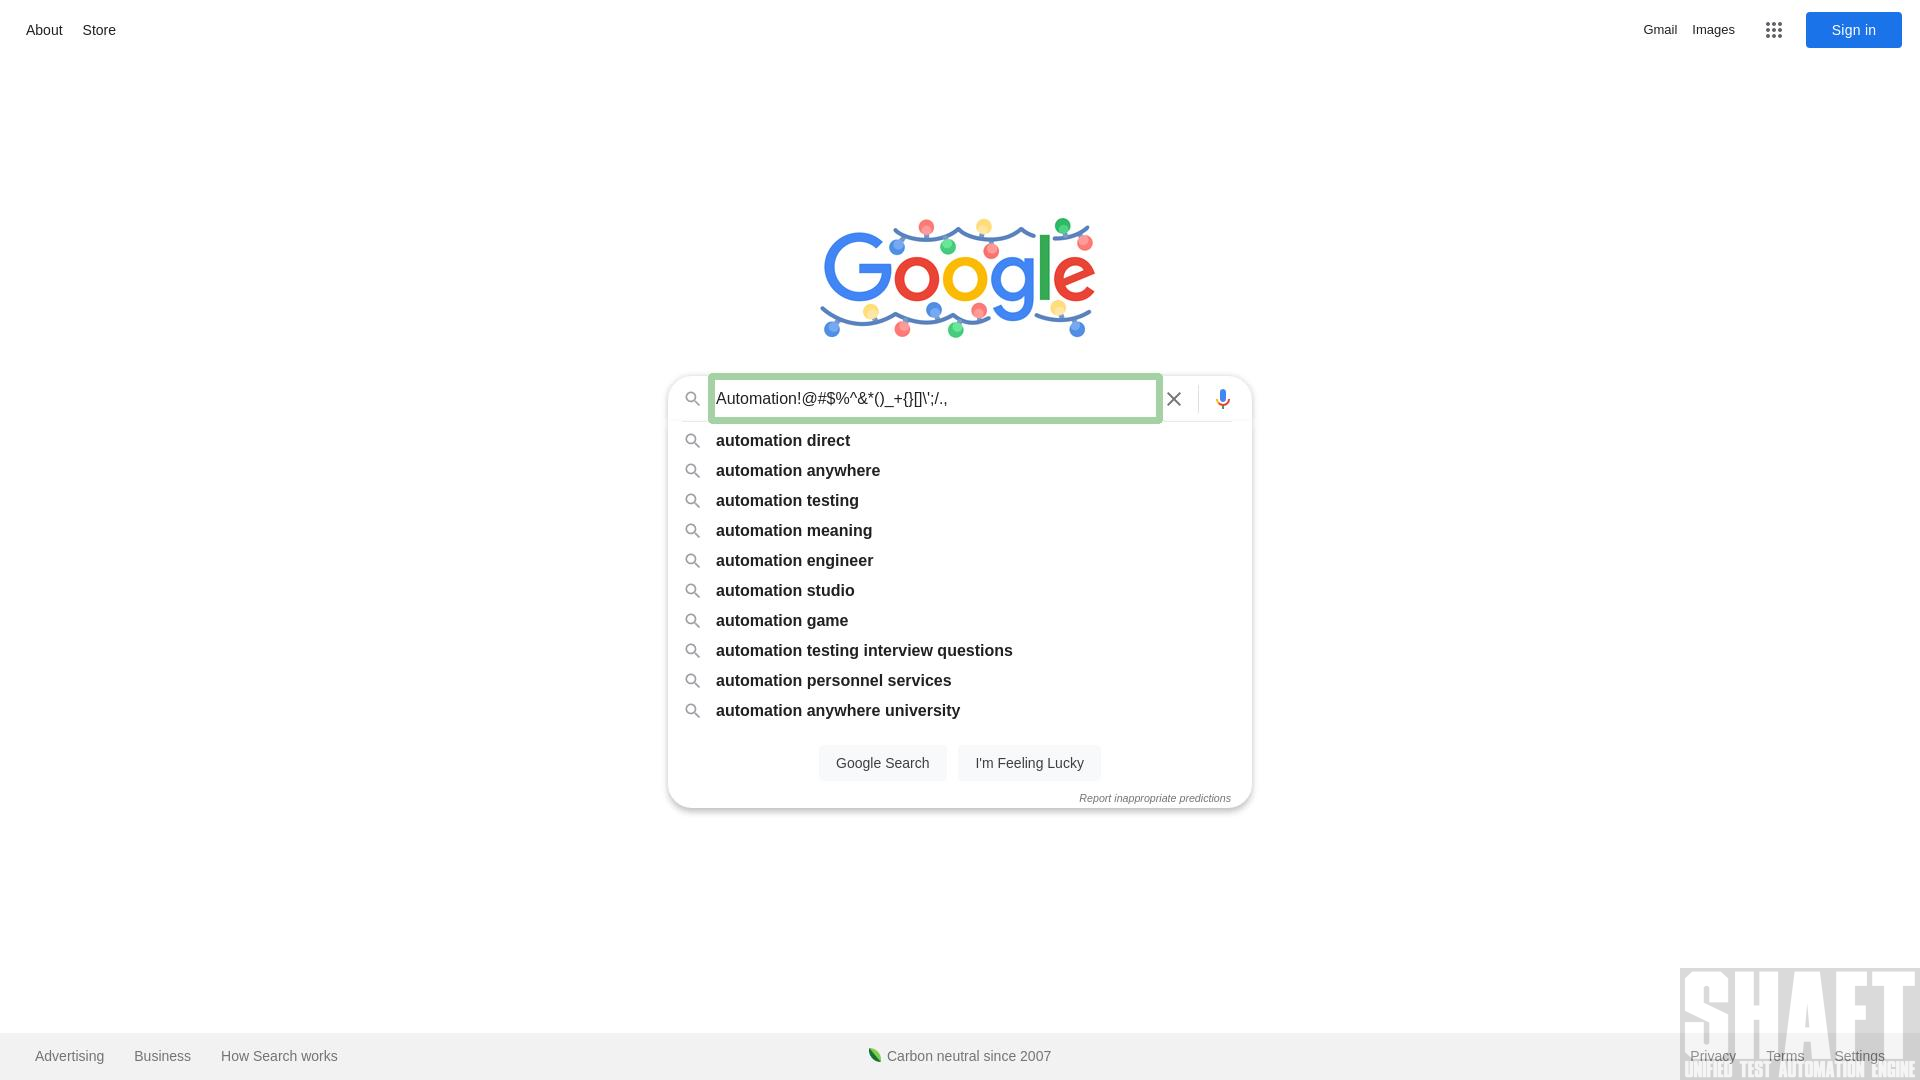 About Store Gmail Images Sign in
Google
Automation!@#$%^&*()_+{}[]\';/.,
automation direct
automation anywhere
automation testing
automation meaning
automation engineer
automation studio
automation game
automation testing interview questions
automation personnel services
automation anywhere university
Google Search I'm Feeling Lucky
Report inappropriate predictions
SHAFT
Advertising Business How Search works Carbon neutral since 2007 Privacy Terms Settings
UNIFIED TEST AUTOMATION ENGINE